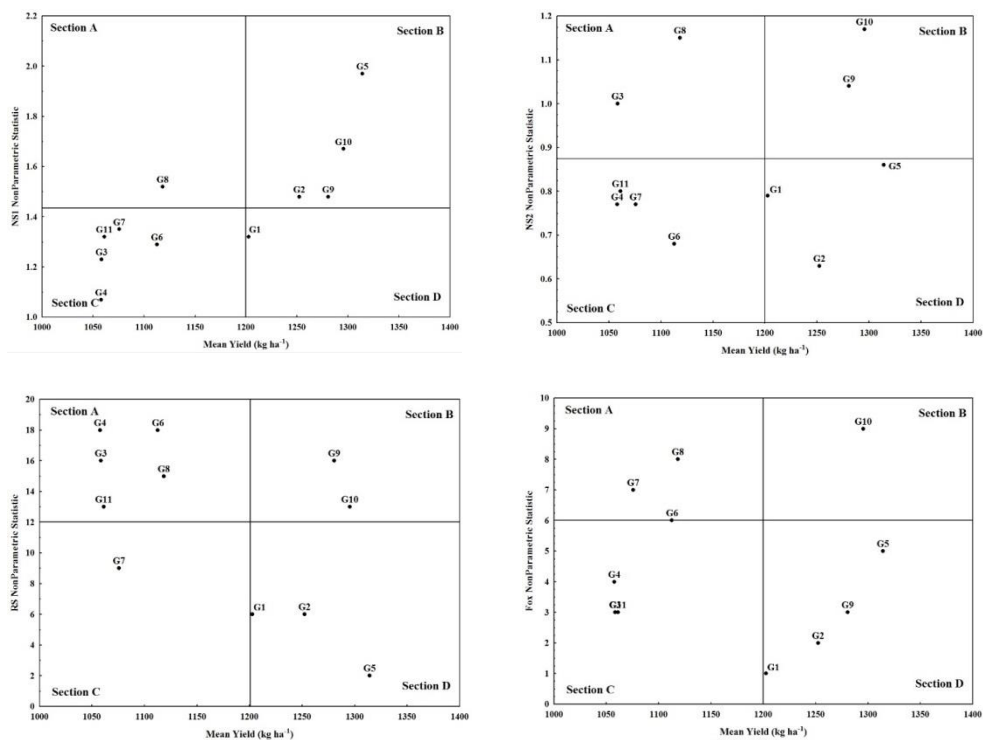 Section A
Section B
2.2
2.0
1.8
1.6
1.4
1.2
1.0
NS1 NonParametric Statistic
G5
G10
G8
G2
G9
G7
G11
G6
G1
G3
G4
Section C
Section D
1000
1050
1100
1150
1200
1250
1300
1350
1400
Mean Yield (kg ha⁻¹)
Section A
Section B
1.2
1.1
1.0
0.9
0.8
0.7
0.6
0.5
NS2 NonParametric Statistic
G10
G8
G9
G3
G5
G11
G1
G4
G7
G6
G2
Section C
Section D
1000
1050
1100
1150
1200
1250
1300
1350
1400
Mean Yield (kg ha⁻¹)
Section A
Section B
20
18
16
14
12
10
8
6
4
2
0
RS NonParametric Statistic
G4
G6
G3
G9
G8
G11
G10
G7
G1
G2
G5
Section C
Section D
1000
1050
1100
1150
1200
1250
1300
1350
1400
Mean Yield (kg ha⁻¹)
Section A
Section B
10
9
8
7
6
5
4
3
2
1
0
Fox NonParametric Statistic
G10
G8
G7
G6
G5
G4
G9
G2
G1
Section C
Section D
1000
1050
1100
1150
1200
1250
1300
1350
1400
Mean Yield (kg ha⁻¹)